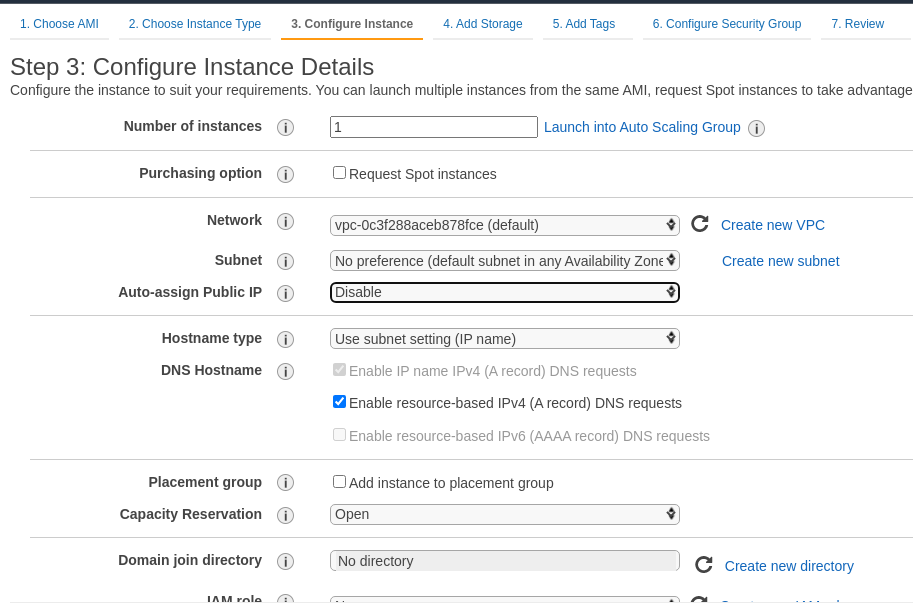 1. Choose AMI 2. Choose Instance Type 3. Configure Instance 4. Add Storage 5. Add Tags 6. Configure Security Group 7. Review
Step 3: Configure Instance Details
Configure the instance to suit your requirements. You can launch multiple instances from the same AMI, request Spot instances to take advantage
Number of instances i 1 Launch into Auto Scaling Group i
Purchasing option i Request Spot instances
Network i vpc-0c3f288aceb878fce (default) Create new VPC
Subnet i No preference (default subnet in any Availability Zone Create new subnet
Auto-assign Public IP i Disable
Hostname type i Use subnet setting (IP name)
DNS Hostname i Enable IP name IPv4 (A record) DNS requests
Enable resource-based IPv4 (A record) DNS requests
Enable resource-based IPv6 (AAAA record) DNS requests
Placement group i Add instance to placement group
Capacity Reservation i Open
Domain join directory i No directory Create new directory
IAM role i